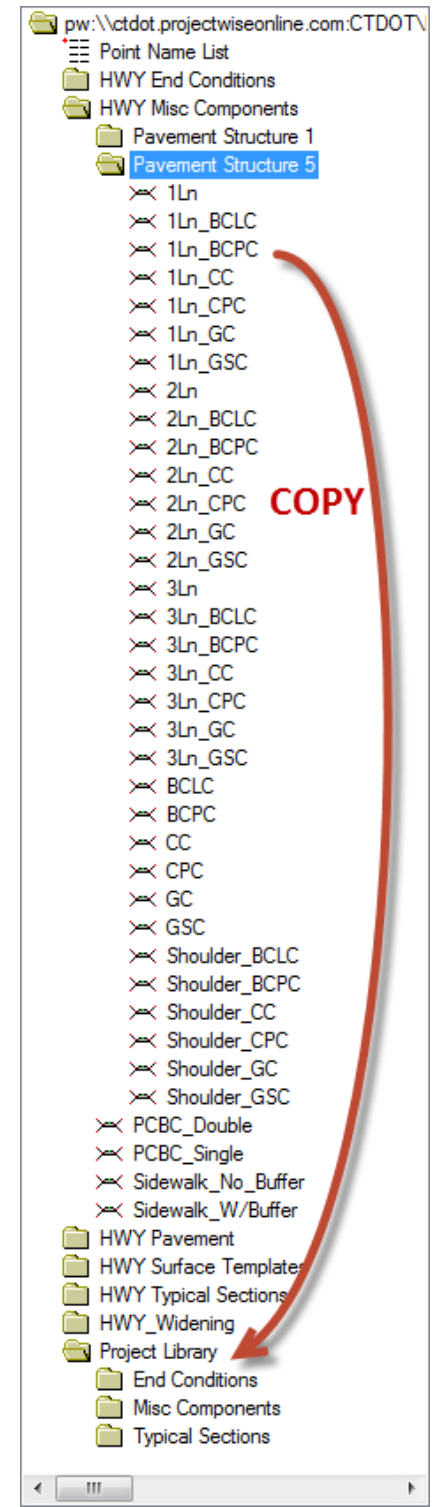 pw:\\ctdot.projectwiseonline.com:CTDOT\
Point Name List
HWY End Conditions
HWY Misc Components
Pavement Structure 1
Pavement Structure 5
1Ln
1Ln_BCLC
1Ln_BCPC
1Ln_CC
1Ln_CPC
1Ln_GC
1Ln_GSC
2Ln
2Ln_BCLC
2Ln_BCPC
2Ln_CC
2Ln_CPC COPY
2Ln_GC
2Ln_GSC
3Ln
3Ln_BCLC
3Ln_BCPC
3Ln_CC
3Ln_CPC
3Ln_GC
3Ln_GSC
BCLC
BCPC
CC
CPC
GC
GSC
Shoulder_BCLC
Shoulder_BCPC
Shoulder_CC
Shoulder_CPC
Shoulder_GC
Shoulder_GSC
PCBC_Double
PCBC_Single
Sidewalk_No_Buffer
Sidewalk_W/Buffer
HWY Pavement
HWY Surface Templates
HWY Typical Sections
HWY_Widening
Project Library
End Conditions
Misc Components
Typical Sections